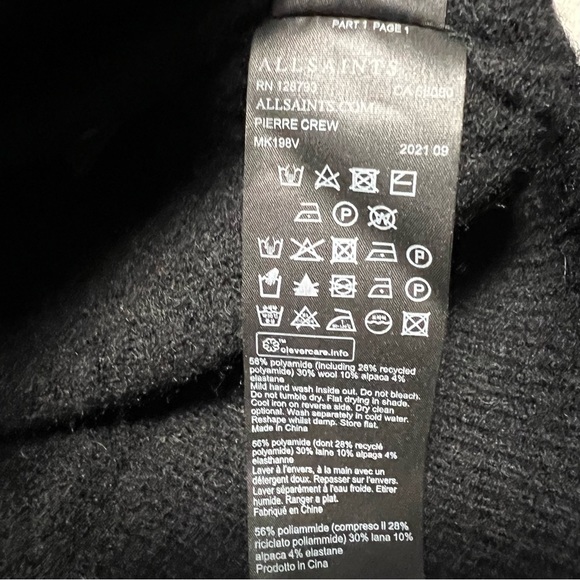 PART 1 PAGE 1
ALLSAINTS
RN 128793 CA 58080
ALLSAINTS.COM
PIERRE CREW
MK198V 2021 09
P W
P
P
clevercare.info
56% polyamide (including 28% recycled
polyamide) 30% wool 10% alpaca 4%
elastane
Mild hand wash inside out. Do not bleach.
Do not tumble dry. Flat drying in shade.
Cool iron on reverse side. Dry clean
optional. Wash separately in cold water.
Reshape whilst damp. Store flat.
Made in China
56% polyamide (dont 28% recyclé
polyamide) 30% laine 10% alpaga 4%
elasthanne
Laver à l'envers, à la main avec un
détergent doux. Repasser sur l'envers.
Laver séparément à l'eau froide. Etirer
humide. Ranger a plat.
Fabriqué en China
56% poliammide (compreso il 28%
riciclato poliammide) 30% lana 10%
alpaca 4% elastane
Prodotto in Cina